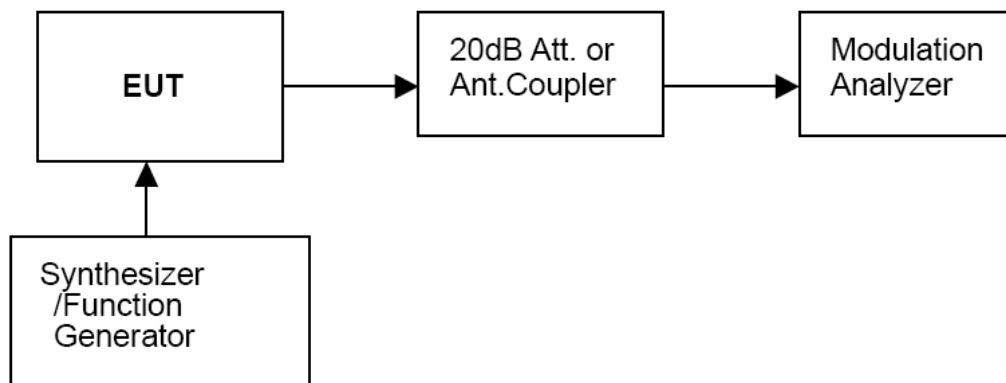 EUT
20dB Att. or
Ant.Coupler
Modulation
Analyzer
Synthesizer
/Function
Generator